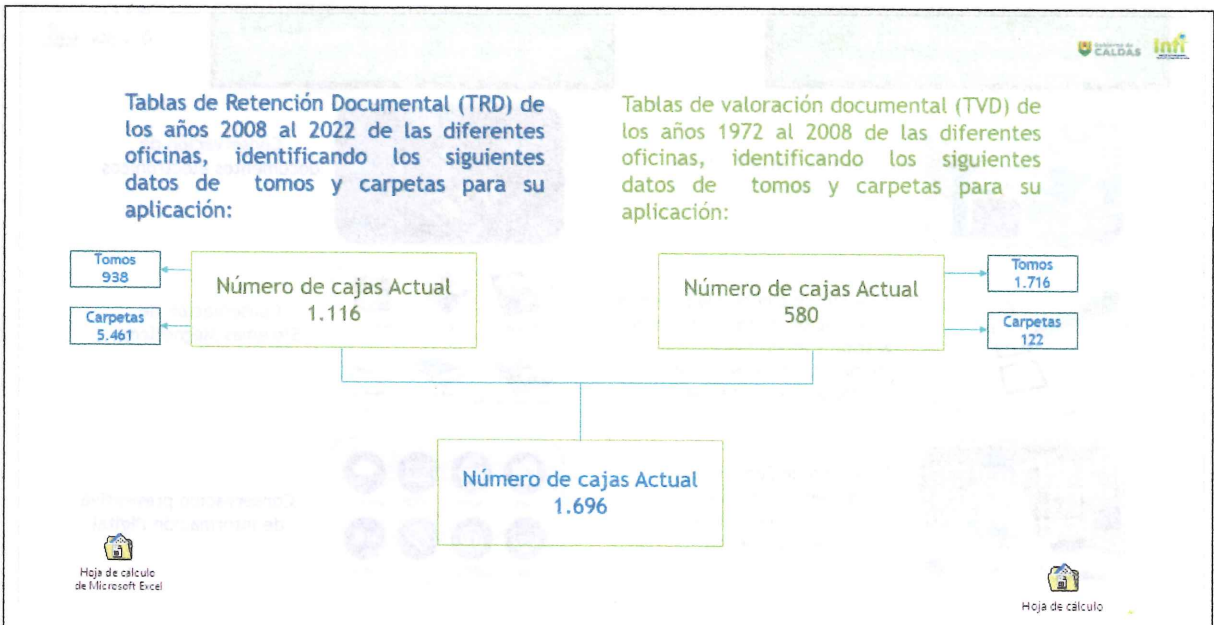 Gobierno de
CALDAS
Infi
Tablas de Retención Documental (TRD) de
los años 2008 al 2022 de las diferentes
oficinas, identificando los siguientes
datos de tomos y carpetas para su
aplicación:
Tablas de valoración documental (TVD) de
los años 1972 al 2008 de las diferentes
oficinas, identificando los siguientes
datos de tomos y carpetas para su
aplicación:
Tomos
938
Carpetas
5.461
Número de cajas Actual
1.116
Número de cajas Actual
580
Tomos
1.716
Carpetas
122
Número de cajas Actual
1.696
Hoja de cálculo
de Microsoft Excel
Hoja de cálculo